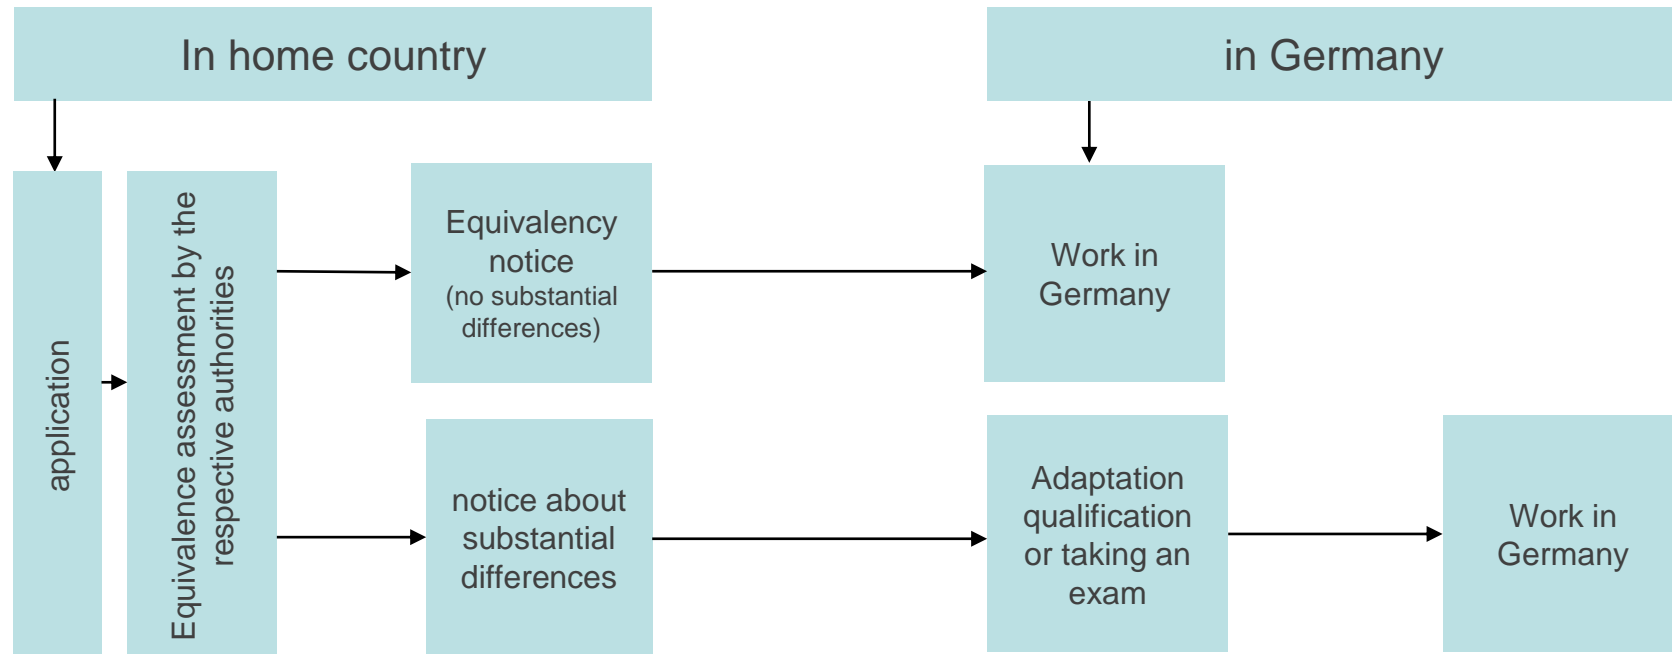 In home country
in Germany
application
Equivalence assessment by the
respective authorities
Equivalency
notice
(no substantial
differences)
Work in
Germany
notice about
substantial
differences
Adaptation
qualification
or taking an
exam
Work in
Germany